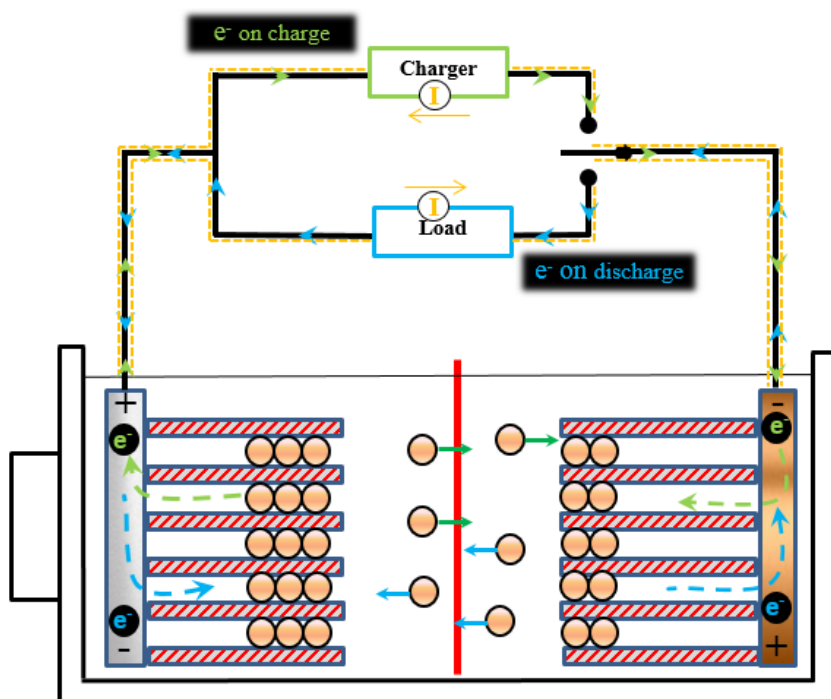 e- on charge
Charger
I
I
Load
e- on discharge
+
-
e-
e-
e-
e-
-
+